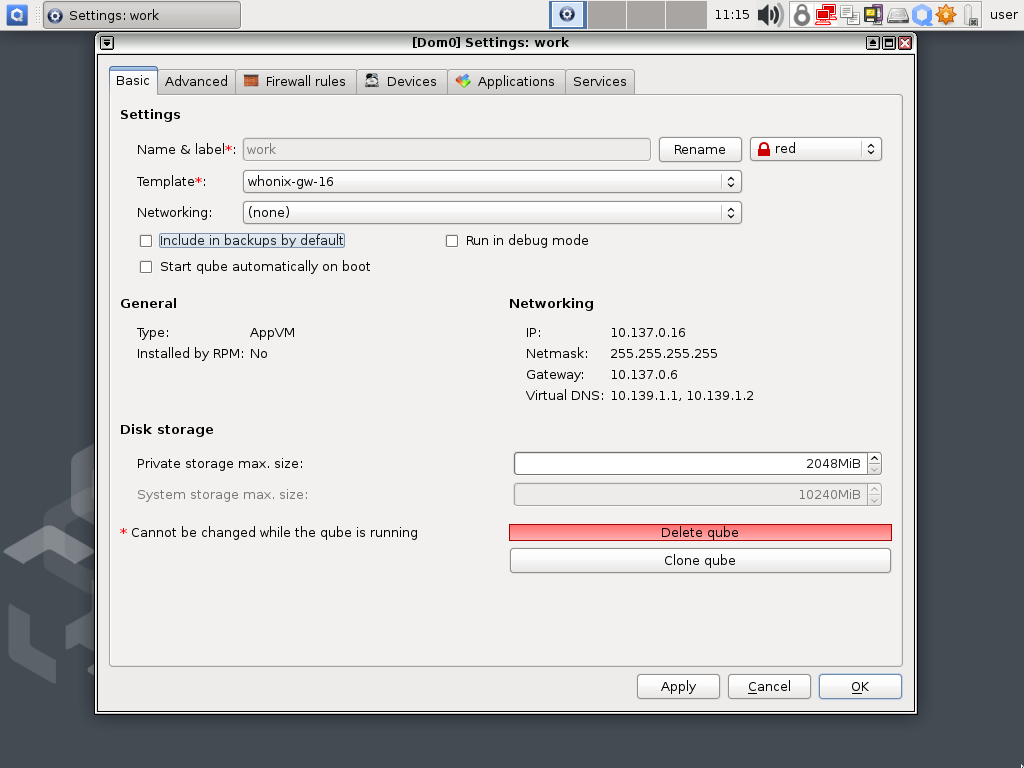 Settings: work 11:15 user
[Dom0] Settings: work
Basic Advanced Firewall rules Devices Applications Services
Settings
Name & label*: work Rename red
Template*: whonix-gw-16
Networking: (none)
Include in backups by default Run in debug mode
Start qube automatically on boot
General Networking
Type: AppVM IP: 10.137.0.16
Installed by RPM: No Netmask: 255.255.255.255
Gateway: 10.137.0.6
Virtual DNS: 10.139.1.1, 10.139.1.2
Disk storage
Private storage max. size: 2048MiB
System storage max. size: 10240MiB
* Cannot be changed while the qube is running Delete qube
Clone qube
Apply Cancel OK